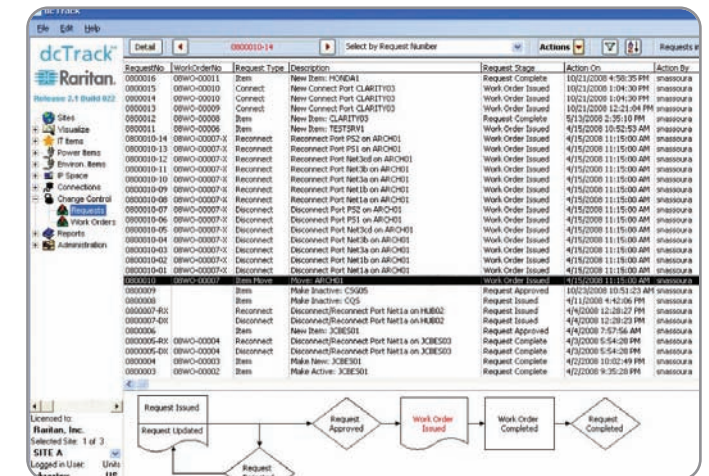 dcTrack
File Edit Help
dcTrack
Raritan.
Release 2.1 Build 022
Sites
Visualize
IT Items
Power Items
Environ. Items
IP Space
Connections
Change Control
Requests
Work Orders
Reports
Administration
Licensed to:
Raritan, Inc.
Selected Site: 1 of 3
SITE A
Logged in User: Units
US
Detail 0800010-14 Select by Request Number Actions Requests in
RequestNo WorkOrderNo Request Type Description Request Stage Action On Action By
0800016 08WO-00011 Item New Item: HONDA1 Request Complete 10/21/2008 4:58:35 PM snassoura
0800015 08WO-00010 Connect New Connect Port CLARITY03 Work Order Issued 10/21/2008 1:04:30 PM snassoura
0800014 08WO-00010 Connect New Connect Port CLARITY03 Work Order Issued 10/21/2008 1:04:30 PM snassoura
0800013 08WO-00009 Connect New Connect Port CLARITY03 Work Order Issued 10/21/2008 12:21:04 PM snassoura
0800012 08WO-00008 Item New Item: CLARITY03 Request Complete 5/13/2008 2:35:10 PM snassoura
0800011 08WO-00006 Item New Item: TESTSRV1 Work Order Issued 4/15/2008 10:52:53 AM snassoura
0800010-14 08WO-00007-X Reconnect Reconnect Port PS2 on ARCH01 Work Order Issued 4/15/2008 11:15:00 AM snassoura
0800010-13 08WO-00007-X Reconnect Reconnect Port PS1 on ARCH01 Work Order Issued 4/15/2008 11:15:00 AM snassoura
0800010-12 08WO-00007-X Reconnect Reconnect Port Net3cd on ARCH01 Work Order Issued 4/15/2008 11:15:00 AM snassoura
0800010-11 08WO-00007-X Reconnect Reconnect Port Net3b on ARCH01 Work Order Issued 4/15/2008 11:15:00 AM snassoura
0800010-10 08WO-00007-X Reconnect Reconnect Port Net3a on ARCH01 Work Order Issued 4/15/2008 11:15:00 AM snassoura
0800010-09 08WO-00007-X Reconnect Reconnect Port Net1b on ARCH01 Work Order Issued 4/15/2008 11:15:00 AM snassoura
0800010-08 08WO-00007-X Reconnect Reconnect Port Net1a on ARCH01 Work Order Issued 4/15/2008 11:15:00 AM snassoura
0800010-07 08WO-00007-X Disconnect Disconnect Port PS2 on ARCH01 Work Order Issued 4/15/2008 11:15:00 AM snassoura
0800010-06 08WO-00007-X Disconnect Disconnect Port PS1 on ARCH01 Work Order Issued 4/15/2008 11:15:00 AM snassoura
0800010-05 08WO-00007-X Disconnect Disconnect Port Net3cd on ARCH01 Work Order Issued 4/15/2008 11:15:00 AM snassoura
0800010-04 08WO-00007-X Disconnect Disconnect Port Net3b on ARCH01 Work Order Issued 4/15/2008 11:15:00 AM snassoura
0800010-03 08WO-00007-X Disconnect Disconnect Port Net3a on ARCH01 Work Order Issued 4/15/2008 11:15:00 AM snassoura
0800010-02 08WO-00007-X Disconnect Disconnect Port Net1b on ARCH01 Work Order Issued 4/15/2008 11:15:00 AM snassoura
0800010-01 08WO-00007-X Disconnect Disconnect Port Net1a on ARCH01 Work Order Issued 4/15/2008 11:15:00 AM snassoura
0800010 08WO-00007 Item Move Move: ARCH01 Work Order Issued 4/15/2008 11:15:00 AM snassoura
0800009 Item Make Inactive: CSG05 Request Approved 10/23/2008 10:51:23 AM snassoura
0800008 Item Make Inactive: CQS Request Issued 4/11/2008 4:42:06 PM snassoura
0800007-RX Reconnect Disconnect/Reconnect Port Net1a on HUB02 Request Issued 4/4/2008 12:28:27 PM snassoura
0800007-DX Disconnect Disconnect/Reconnect Port Net1a on HUB02 Request Issued 4/4/2008 12:28:23 PM snassoura
0800006 Item New Item: JCBES01 Request Approved 4/4/2008 7:57:56 AM snassoura
0800005-RX 08WO-00004 Reconnect Disconnect/Reconnect Port Net1a on JCBES03 Request Complete 4/3/2008 5:54:28 PM snassoura
0800005-DX 08WO-00004 Disconnect Disconnect/Reconnect Port Net1a on JCBES03 Request Complete 4/3/2008 5:54:28 PM snassoura
0800004 08WO-00003 Item Make New: JCBES01 Request Complete 4/2/2008 10:02:49 PM snassoura
0800003 08WO-00002 Item Make Active: JCBES01 Request Complete 4/2/2008 9:35:28 PM snassoura
Request Issued
Request Updated
Request Approved
Work Order Issued
Work Order Completed
Request Completed
Request